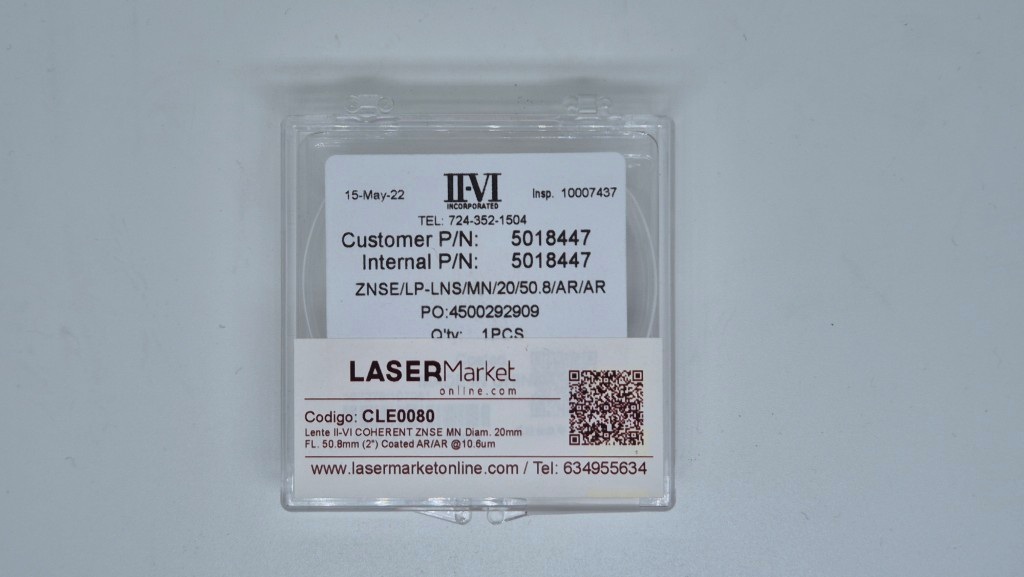 15-May-22 II-VI Insp. 10007437
INCORPORATED
TEL: 724-352-1504
Customer P/N: 5018447
Internal P/N: 5018447
ZNSE/LP-LNS/MN/20/50.8/AR/AR
PO:4500292909
Q'ty: 1PCS
LASERMarket
online.com
Codigo: CLE0080
Lente II-VI COHERENT ZNSE MN Diam. 20mm
FL. 50.8mm (2") Coated AR/AR @10.6um
www.lasermarketonline.com / Tel: 634955634